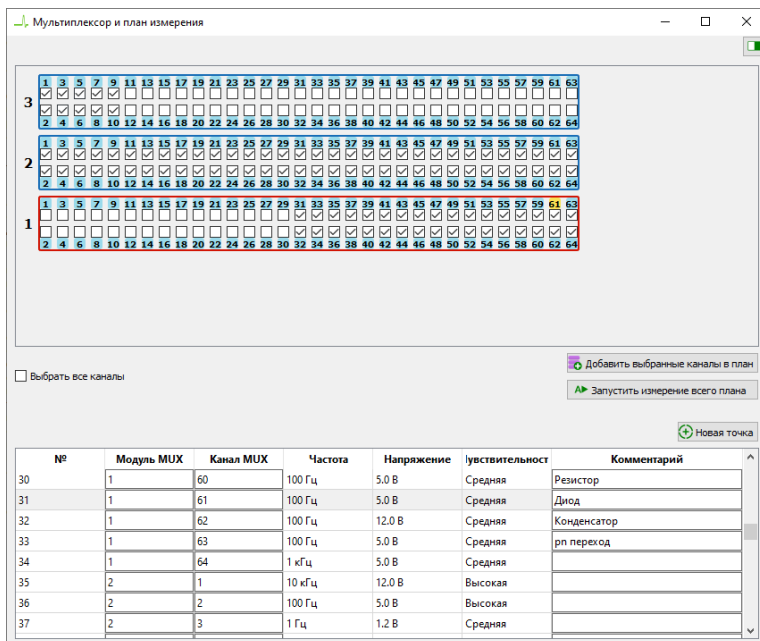 Мультиплексор и план измерения
1 3 5 7 9 11 13 15 17 19 21 23 25 27 29 31 33 35 37 39 41 43 45 47 49 51 53 55 57 59 61 63
3
2 4 6 8 10 12 14 16 18 20 22 24 26 28 30 32 34 36 38 40 42 44 46 48 50 52 54 56 58 60 62 64
1 3 5 7 9 11 13 15 17 19 21 23 25 27 29 31 33 35 37 39 41 43 45 47 49 51 53 55 57 59 61 63
2
2 4 6 8 10 12 14 16 18 20 22 24 26 28 30 32 34 36 38 40 42 44 46 48 50 52 54 56 58 60 62 64
1 3 5 7 9 11 13 15 17 19 21 23 25 27 29 31 33 35 37 39 41 43 45 47 49 51 53 55 57 59 61 63
1
2 4 6 8 10 12 14 16 18 20 22 24 26 28 30 32 34 36 38 40 42 44 46 48 50 52 54 56 58 60 62 64
Добавить выбранные каналы в план
Выбрать все каналы
A Запустить измерение всего плана
Новая точка
№ Модуль MUX Канал MUX Частота Напряжение увствительност Комментарий
30 1 60 100 Гц 5.0 В Средняя Резистор
31 1 61 100 Гц 5.0 В Средняя Диод
32 1 62 100 Гц 12.0 В Средняя Конденсатор
33 1 63 100 Гц 5.0 В Средняя pn переход
34 1 64 1 кГц 5.0 В Средняя
35 2 1 10 кГц 12.0 В Высокая
36 2 2 100 Гц 5.0 В Высокая
37 2 3 1 Гц 1.2 В Средняя